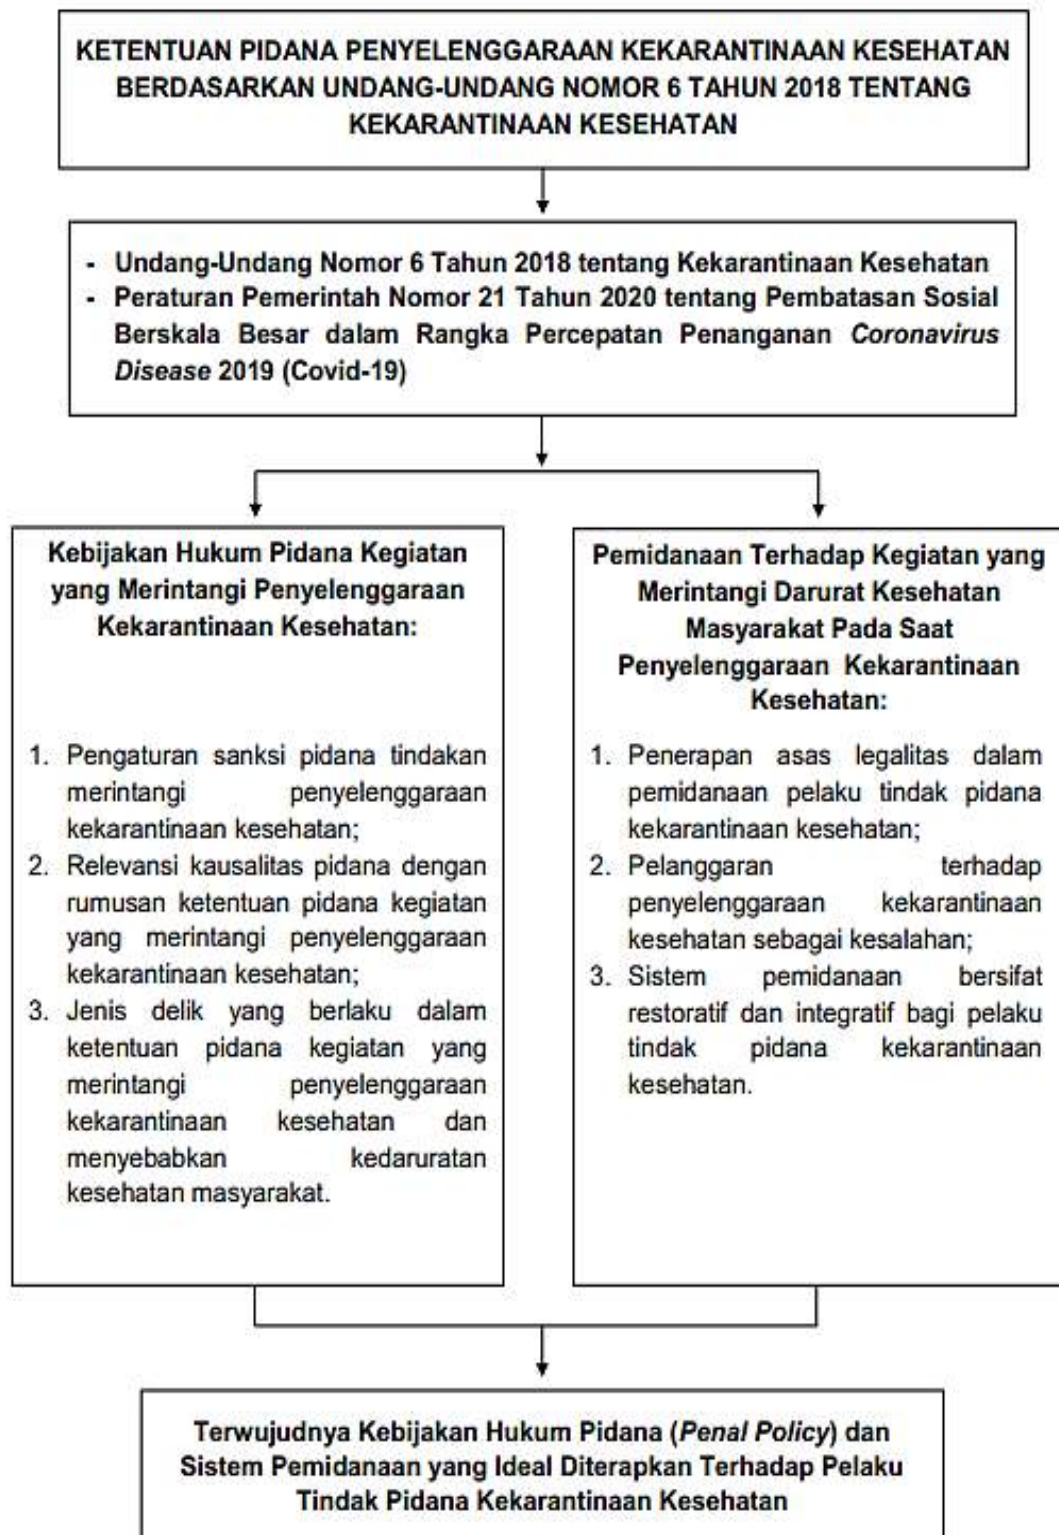 KETENTUAN PIDANA PENYELENGGARAAN KEKARANTINAAN KESEHATAN
BERDASARKAN UNDANG-UNDANG NOMOR 6 TAHUN 2018 TENTANG
KEKARANTINAAN KESEHATAN
- Undang-Undang Nomor 6 Tahun 2018 tentang Kekarantinaan Kesehatan
- Peraturan Pemerintah Nomor 21 Tahun 2020 tentang Pembatasan Sosial
Berskala Besar dalam Rangka Percepatan Penanganan Coronavirus
Disease 2019 (Covid-19)
Kebijakan Hukum Pidana Kegiatan
yang Merintangi Penyelenggaraan
Kekarantinaan Kesehatan:
1. Pengaturan sanksi pidana tindakan
merintangi penyelenggaraan
kekarantinaan kesehatan;
2. Relevansi kausalitas pidana dengan
rumusan ketentuan pidana kegiatan
yang merintangi penyelenggaraan
kekarantinaan kesehatan;
3. Jenis delik yang berlaku dalam
ketentuan pidana kegiatan yang
merintangi penyelenggaraan
kekarantinaan kesehatan dan
menyebabkan kedaruratan
kesehatan masyarakat.
Pemidanaan Terhadap Kegiatan yang
Merintangi Darurat Kesehatan
Masyarakat Pada Saat
Penyelenggaraan Kekarantinaan
Kesehatan:
1. Penerapan asas legalitas dalam
pemidanaan pelaku tindak pidana
kekarantinaan kesehatan;
2. Pelanggaran terhadap
penyelenggaraan kekarantinaan
kesehatan sebagai kesalahan;
3. Sistem pemidanaan bersifat
restoratif dan integratif bagi pelaku
tindak pidana kekarantinaan
kesehatan.
Terwujudnya Kebijakan Hukum Pidana (Penal Policy) dan
Sistem Pemidanaan yang Ideal Diterapkan Terhadap Pelaku
Tindak Pidana Kekarantinaan Kesehatan